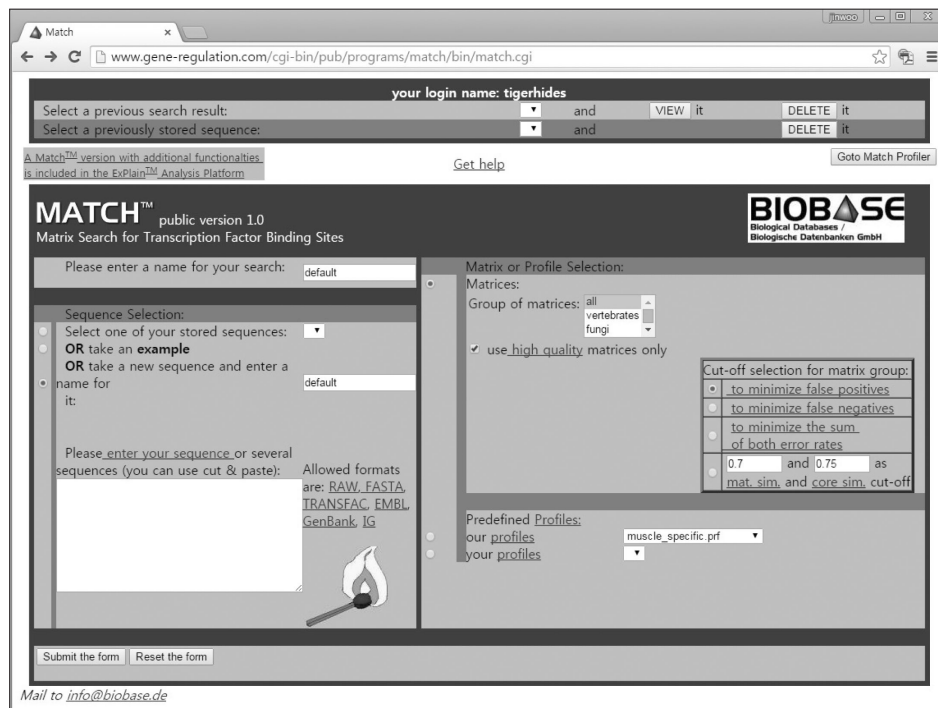 jinwoo
Match
www.gene-regulation.com/cgi-bin/pub/programs/match/bin/match.cgi
your login name: tigerhides
Select a previous search result: and VIEW it DELETE it
Select a previously stored sequence: and DELETE it
A Match™ version with additional functionalties
is included in the ExPlain™ Analysis Platform
Get help
Goto Match Profiler
MATCH™ public version 1.0
Matrix Search for Transcription Factor Binding Sites
BIOBASE
Biological Databases /
Biologische Datenbanken GmbH
Please enter a name for your search: default
Sequence Selection:
Select one of your stored sequences:
OR take an example
OR take a new sequence and enter a
name for default
it:
Please enter your sequence or several
sequences (you can use cut & paste):
Allowed formats
are: RAW, FASTA,
TRANSFAC, EMBL,
GenBank, IG
Matrix or Profile Selection:
Matrices:
Group of matrices: all
vertebrates
fungi
use high quality matrices only
Cut-off selection for matrix group:
to minimize false positives
to minimize false negatives
to minimize the sum
of both error rates
0.7 and 0.75 as
mat. sim. and core sim. cut-off
Predefined Profiles:
our profiles muscle_specific.prf
your profiles
Submit the form Reset the form
Mail to info@biobase.de